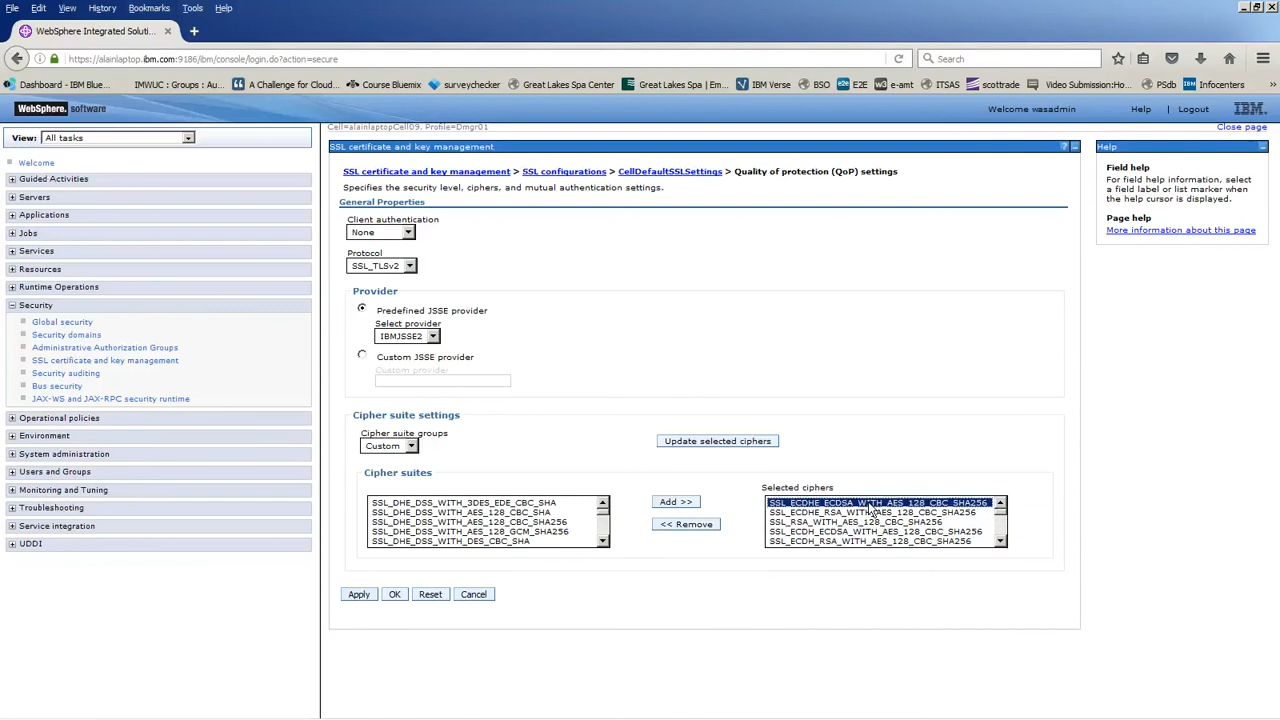 File Edit View History Bookmarks Tools Help
WebSphere Integrated Soluti...
https://alainlaptop.ibm.com:9186/ibm/console/login.do?action=secure
Search
Dashboard - IBM Blue... IMWUC : Groups : Au... A Challenge for Cloud... Course Bluemix surveychecker Great Lakes Spa Center Great Lakes Spa | Em... IBM Verse BSO E2E e-amt ITSAS scottrade Video Submission:Ho... PSdb Infocenters
WebSphere. software Welcome wasadmin Help Logout IBM.
View: All tasks
Welcome
Guided Activities
Servers
Applications
Jobs
Services
Resources
Runtime Operations
Security
Global security
Security domains
Administrative Authorization Groups
SSL certificate and key management
Security auditing
Bus security
JAX-WS and JAX-RPC security runtime
Operational policies
Environment
System administration
Users and Groups
Monitoring and Tuning
Troubleshooting
Service integration
UDDI
Cell=alainlaptopCell09, Profile=Dmgr01
Close page
SSL certificate and key management
SSL certificate and key management > SSL configurations > CellDefaultSSLSettings > Quality of protection (QoP) settings
Specifies the security level, ciphers, and mutual authentication settings.
General Properties
Client authentication
None
Protocol
SSL_TLSv2
Provider
Predefined JSSE provider
Select provider
IBMJSSE2
Custom JSSE provider
Custom provider
Cipher suite settings
Cipher suite groups
Custom
Update selected ciphers
Cipher suites
SSL_DHE_DSS_WITH_3DES_EDE_CBC_SHA
SSL_DHE_DSS_WITH_AES_128_CBC_SHA
SSL_DHE_DSS_WITH_AES_128_CBC_SHA256
SSL_DHE_DSS_WITH_AES_128_GCM_SHA256
SSL_DHE_DSS_WITH_DES_CBC_SHA
Add >>
<< Remove
Selected ciphers
SSL_ECDHE_ECDSA_WITH_AES_128_CBC_SHA256
SSL_ECDHE_RSA_WITH_AES_128_CBC_SHA256
SSL_RSA_WITH_AES_128_CBC_SHA256
SSL_ECDH_ECDSA_WITH_AES_128_CBC_SHA256
SSL_ECDH_RSA_WITH_AES_128_CBC_SHA256
Apply OK Reset Cancel
Help
Field help
For field help information, select
a field label or list marker when
the help cursor is displayed.
Page help
More information about this page